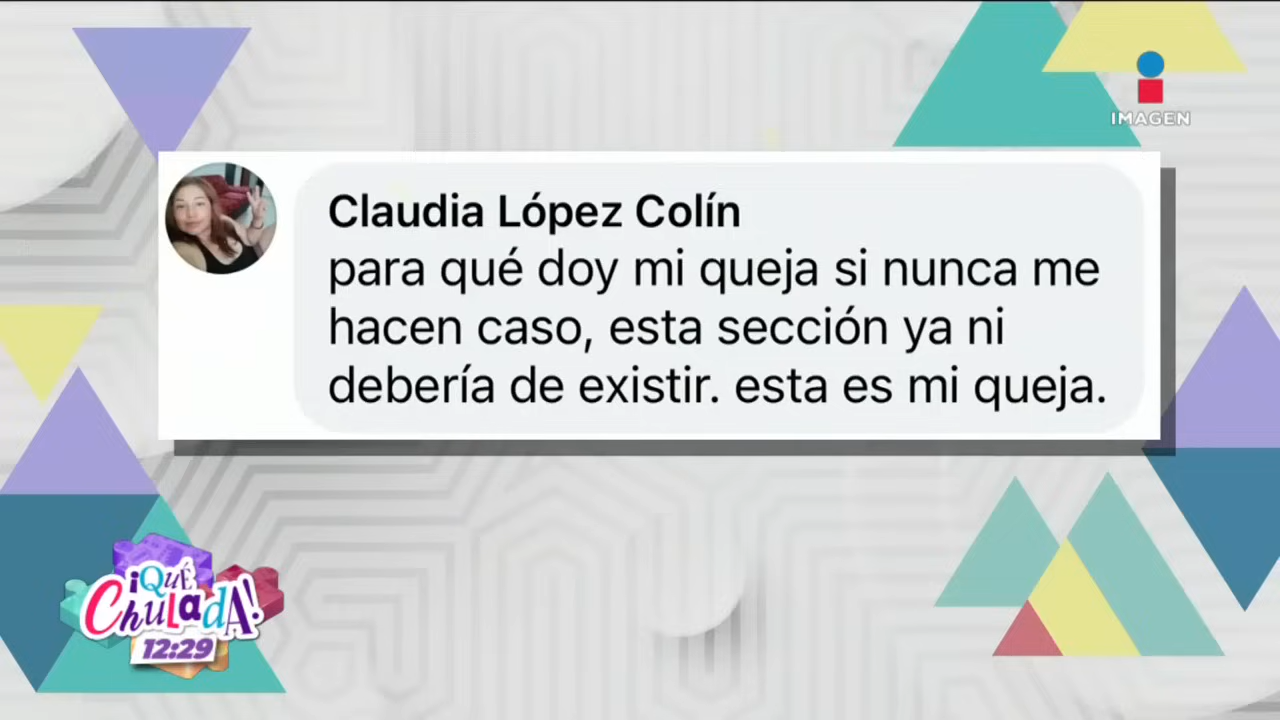 IMAGEN
Claudia López Colín
para qué doy mi queja si nunca me
hacen caso, esta sección ya ni
debería de existir. esta es mi queja.
¡QUÉ
ChuLadA!
12:29